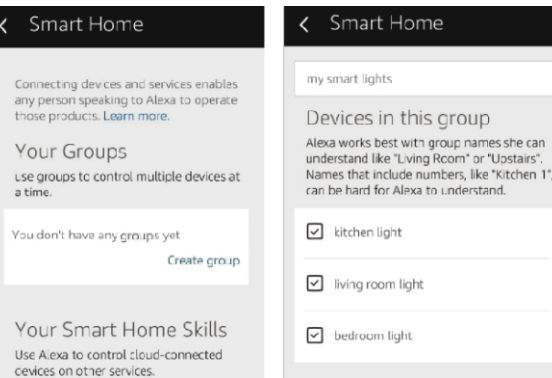 Smart Home
Connecting devices and services enables
any person speaking to Alexa to operate
those products. Learn more.
Your Groups
use groups to control multiple devices at
a time.
You don't have any groups yet
Create group
Your Smart Home Skills
Use Alexa to control cloud-connected
devices on other services.
Smart Home
my smart lights
Devices in this group
Alexa works best with group names she can
understand like "Living Room" or "Upstairs".
Names that include numbers, like "Kitchen 1",
can be hard for Alexa to understand.
kitchen light
living room light
bedroom light